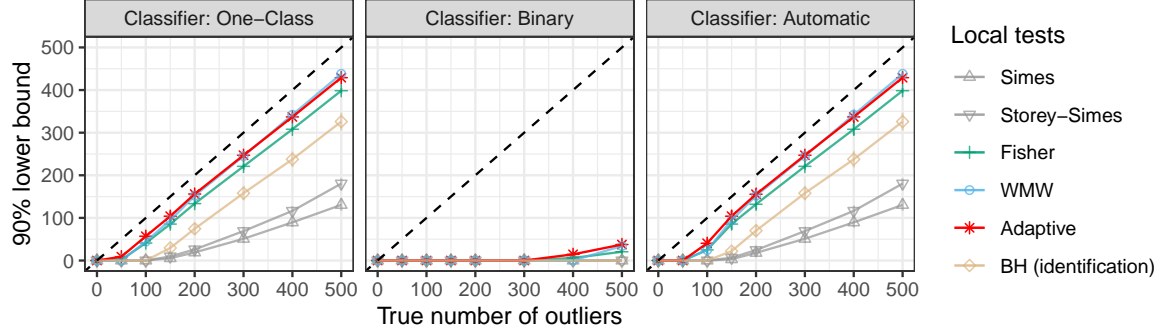 Classifier: One−Class
Classifier: Binary
Classifier: Automatic
90% lower bound
500
400
300
200
100
0
0 100 200 300 400 500
0 100 200 300 400 500
0 100 200 300 400 500
True number of outliers
Local tests
Simes
Storey−Simes
Fisher
WMW
Adaptive
BH (identification)